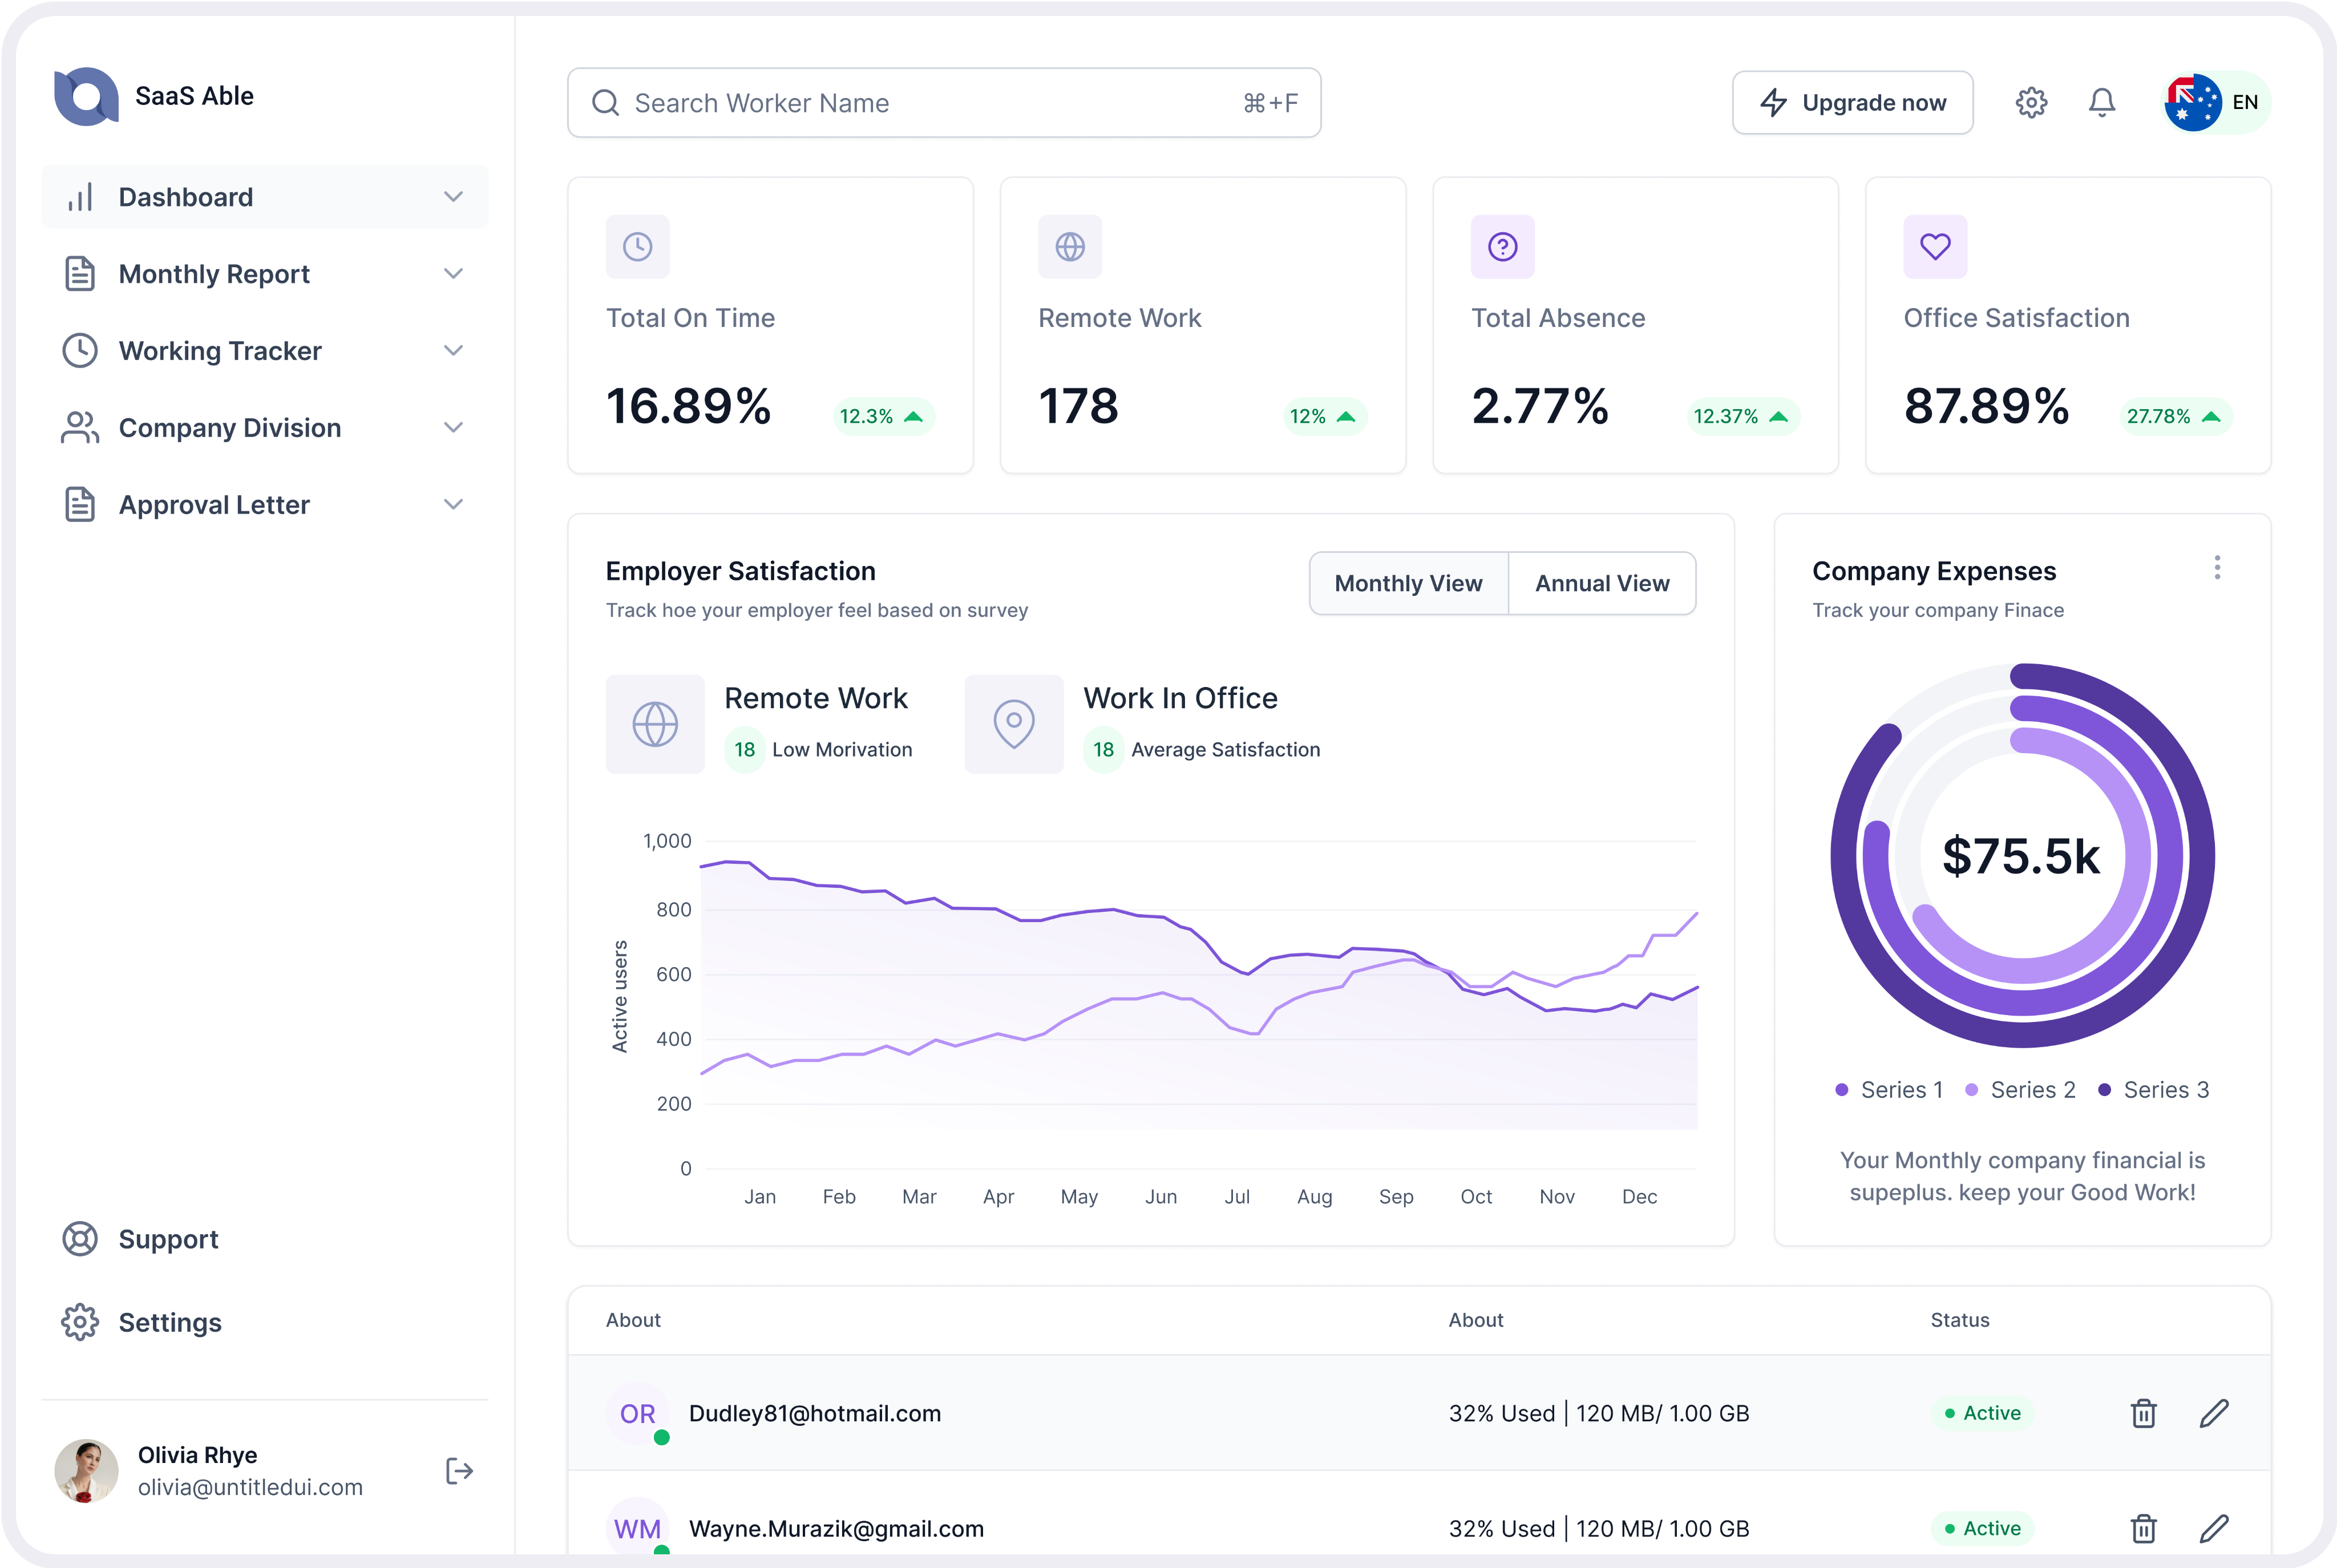 SaaS Able
Dashboard
Monthly Report
Working Tracker
Company Division
Approval Letter
Support
Settings
Olivia Rhye
olivia@untitledui.com
Search Worker Name
⌘+F
Upgrade now
EN
Total On Time
16.89%
12.3%
Remote Work
178
12%
Total Absence
2.77%
12.37%
Office Satisfaction
87.89%
27.78%
Employer Satisfaction
Track hoe your employer feel based on survey
Monthly View
Annual View
Remote Work
18 Low Morivation
Work In Office
18 Average Satisfaction
Active users
1,000
800
600
400
200
0
Jan Feb Mar Apr May Jun Jul Aug Sep Oct Nov Dec
Company Expenses
Track your company Finace
$75.5k
Series 1 Series 2 Series 3
Your Monthly company financial is
supeplus. keep your Good Work!
About About Status
OR Dudley81@hotmail.com 32% Used | 120 MB/ 1.00 GB Active
WM Wayne.Murazik@gmail.com 32% Used | 120 MB/ 1.00 GB Active